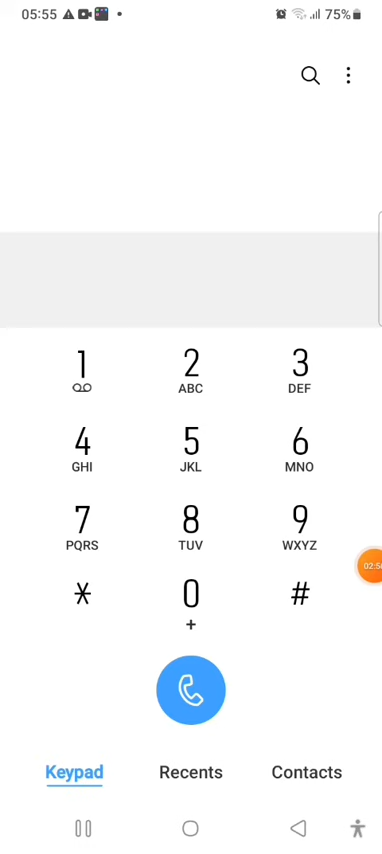 05:55 75%
1 2 3
ABC DEF
4 5 6
GHI JKL MNO
7 8 9
PQRS TUV WXYZ
* 0 #
+
Keypad Recents Contacts